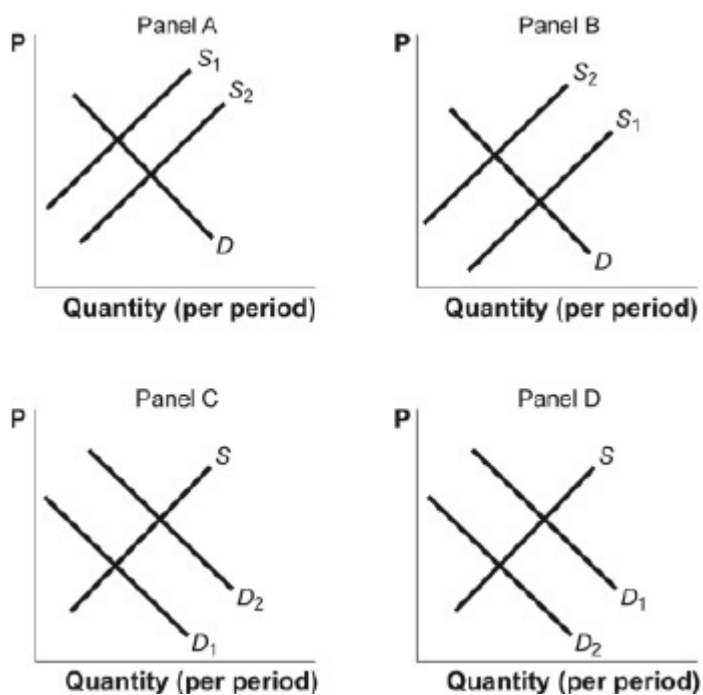 Panel A
P
S1
S2
D
Quantity (per period)
Panel B
P
S2
S1
D
Quantity (per period)
Panel C
P
S
D2
D1
Quantity (per period)
Panel D
P
S
D1
D2
Quantity (per period)